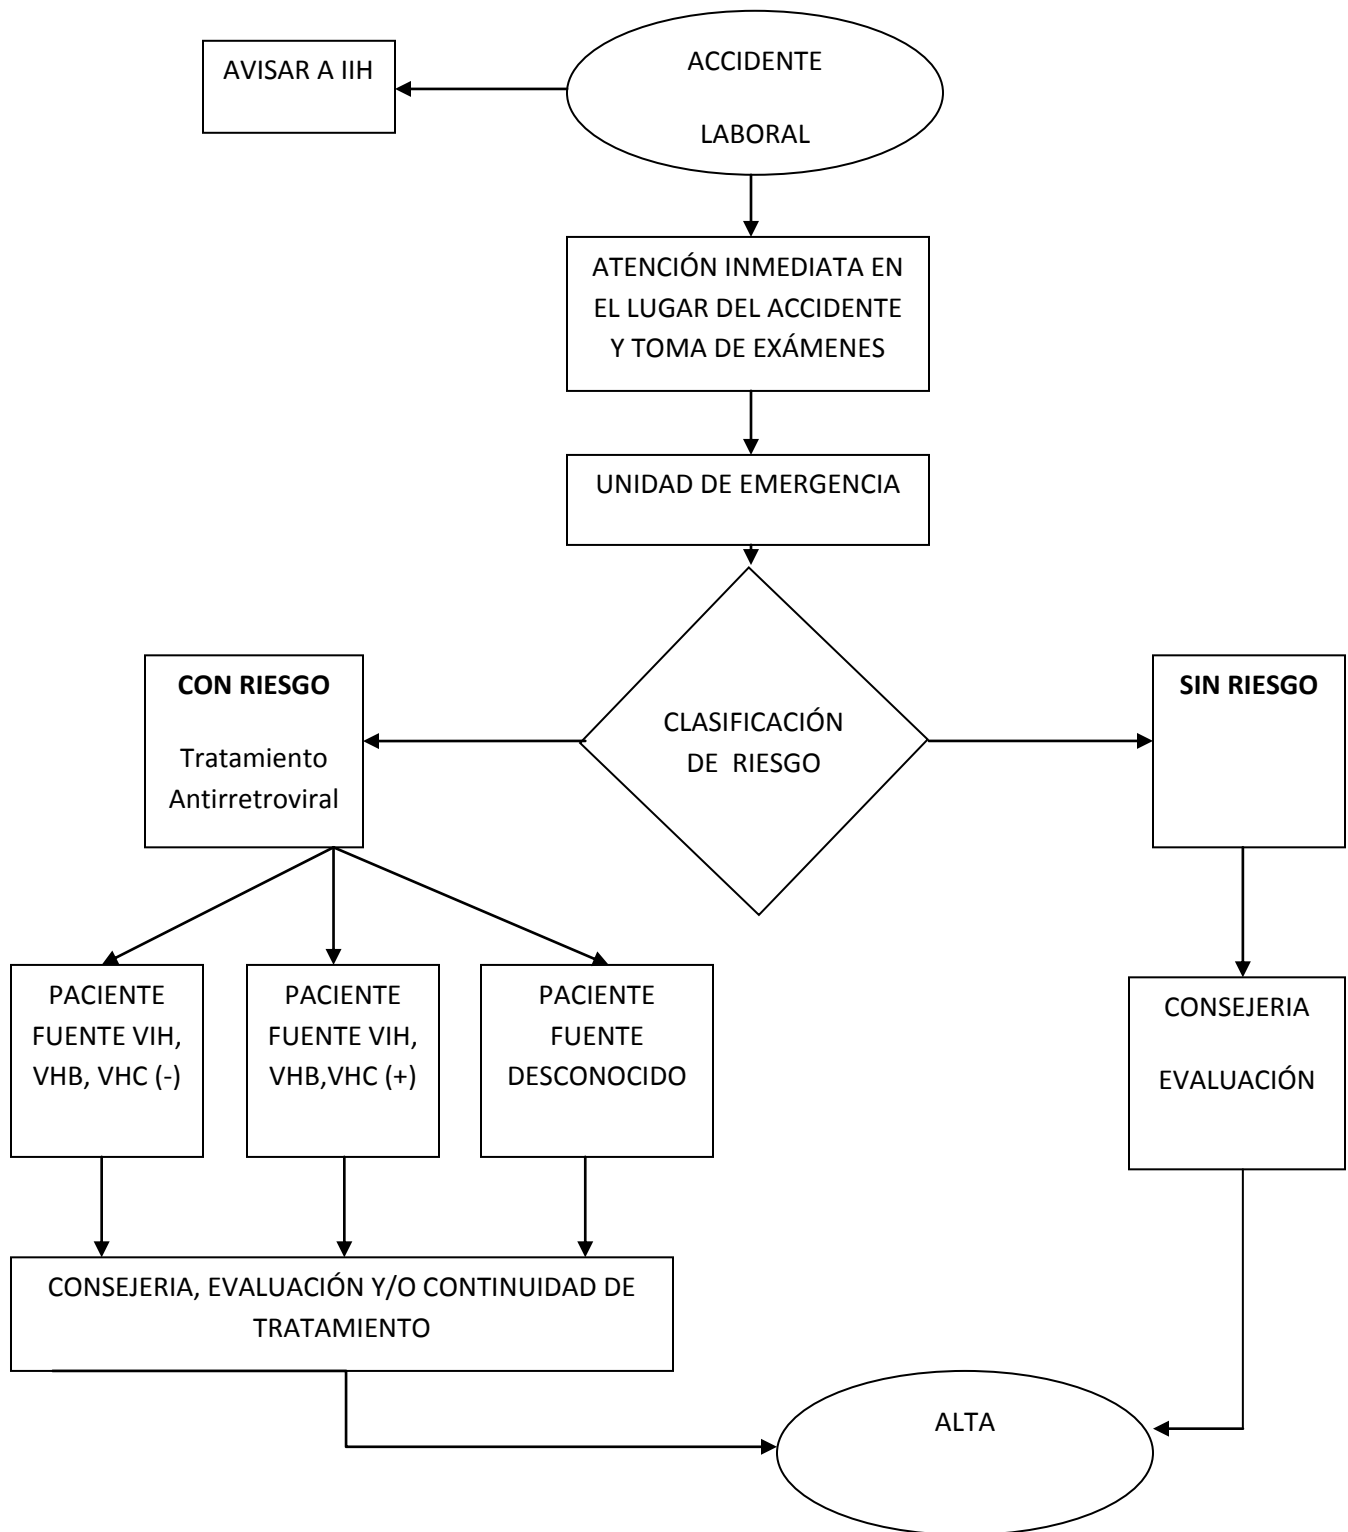 AVISAR A IIH
ACCIDENTE
LABORAL
ATENCIÓN INMEDIATA EN
EL LUGAR DEL ACCIDENTE
Y TOMA DE EXÁMENES
UNIDAD DE EMERGENCIA
CLASIFICACIÓN
DE RIESGO
CON RIESGO
Tratamiento
Antirretroviral
SIN RIESGO
PACIENTE
FUENTE VIH,
VHB, VHC (-)
PACIENTE
FUENTE VIH,
VHB,VHC (+)
PACIENTE
FUENTE
DESCONOCIDO
CONSEJERIA
EVALUACIÓN
CONSEJERIA, EVALUACIÓN Y/O CONTINUIDAD DE
TRATAMIENTO
ALTA